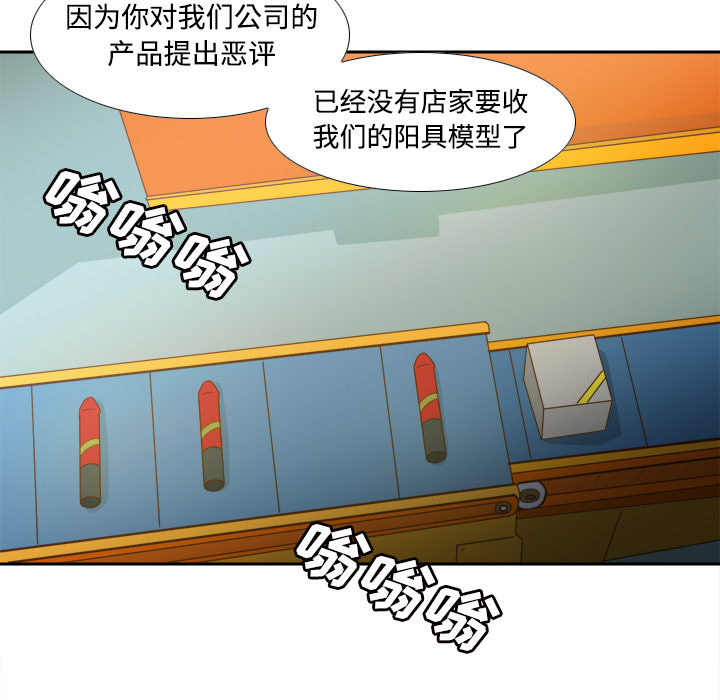 因为你对我们公司的
产品提出恶评
已经没有店家要收
我们的阳具模型了
嗡嗡嗡
嗡嗡嗡